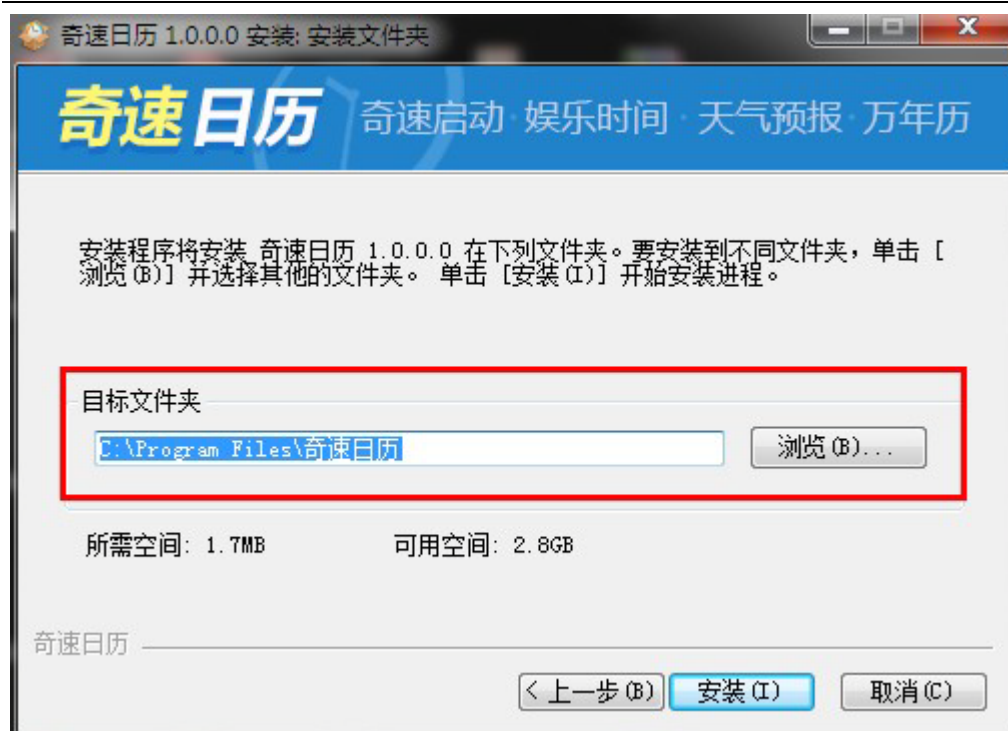 奇速日历 1.0.0.0 安装: 安装文件夹
奇速日历 奇速启动·娱乐时间·天气预报·万年历
安装程序将安装 奇速日历 1.0.0.0 在下列文件夹。要安装到不同文件夹，单击 [
浏览(B)] 并选择其他的文件夹。 单击 [安装(I)] 开始安装进程。
目标文件夹
C:\Program Files\奇速日历 浏览(B)...
所需空间: 1.7MB 可用空间: 2.8GB
奇速日历
< 上一步(B) 安装(I) 取消(C)